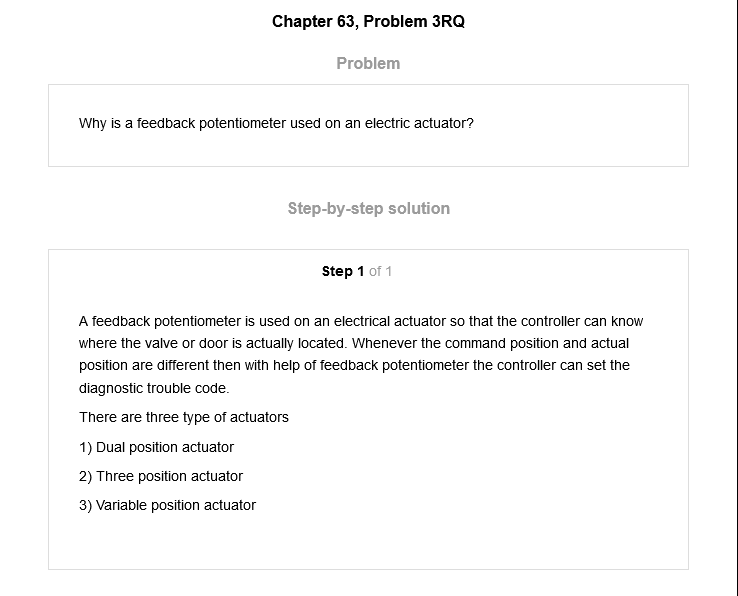 Chapter 63, Problem 3RQ
Problem
Why is a feedback potentiometer used on an electric actuator?
Step-by-step solution
Step 1 of 1
A feedback potentiometer is used on an electrical actuator so that the controller can know
where the valve or door is actually located. Whenever the command position and actual
position are different then with help of feedback potentiometer the controller can set the
diagnostic trouble code.
There are three type of actuators
1) Dual position actuator
2) Three position actuator
3) Variable position actuator